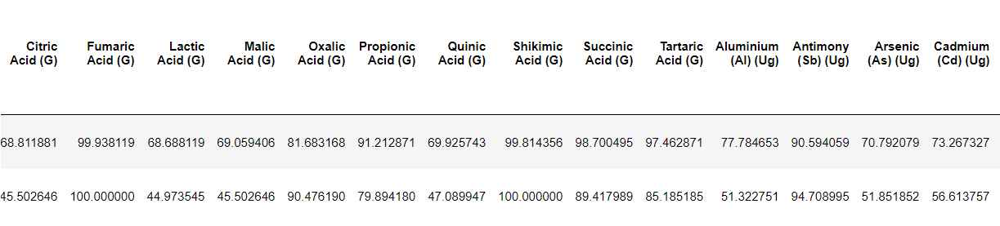 Citric Fumaric Lactic Malic Oxalic Propionic Quinic Shikimic Succinic Tartaric Aluminium Antimony Arsenic Cadmium
Acid (G) Acid (G) Acid (G) Acid (G) Acid (G) Acid (G) Acid (G) Acid (G) Acid (G) Acid (G) (Al) (Ug) (Sb) (Ug) (As) (Ug) (Cd) (Ug)
68.811881 99.938119 68.688119 69.059406 81.683168 91.212871 69.925743 99.814356 98.700495 97.462871 77.784653 90.594059 70.792079 73.267327
45.502646 100.000000 44.973545 45.502646 90.476190 79.894180 47.089947 100.000000 89.417989 85.185185 51.322751 94.708995 51.851852 56.613757